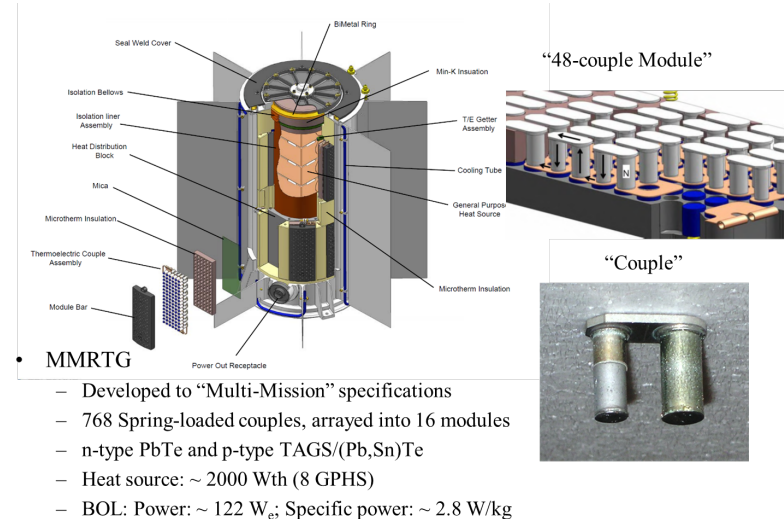 BiMetal Ring
Seal Weld Cover
Min-K Insuation
Isolation Bellows
Isolation liner
Assembly
T/E Getter
Assembly
Heat Distribution
Block
Cooling Tube
Mica
General Purpos
Heat Source
Microtherm Insulation
Thermoelectric Couple
Assembly
Microtherm Insulation
Module Bar
Power Out Receptacle
“48-couple Module”
N
“Couple”
• MMRTG
– Developed to “Multi-Mission” specifications
– 768 Spring-loaded couples, arrayed into 16 modules
– n-type PbTe and p-type TAGS/(Pb,Sn)Te
– Heat source: ~ 2000 Wth (8 GPHS)
– BOL: Power: ~ 122 We; Specific power: ~ 2.8 W/kg